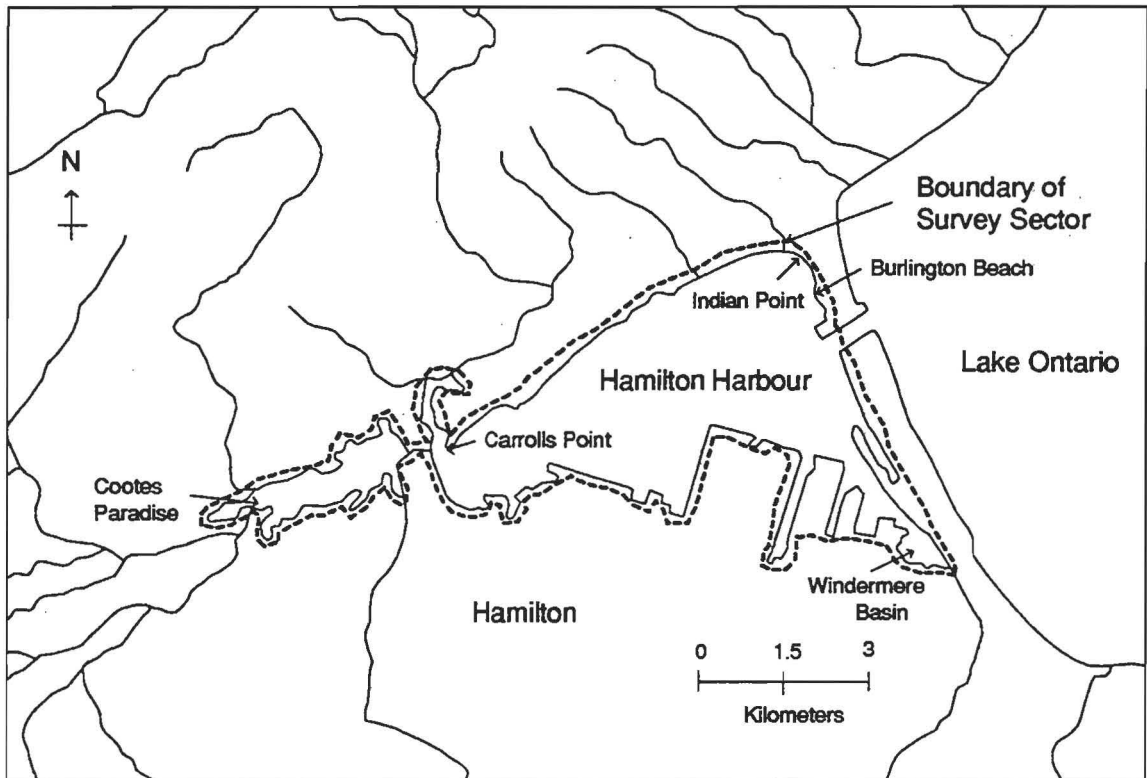 N
Boundary of
Survey Sector
Burlington Beach
Indian Point
Lake Ontario
Hamilton Harbour
Carrolls Point
Cootes
Paradise
Windermere
Basin
Hamilton
0 1.5 3
Kilometers